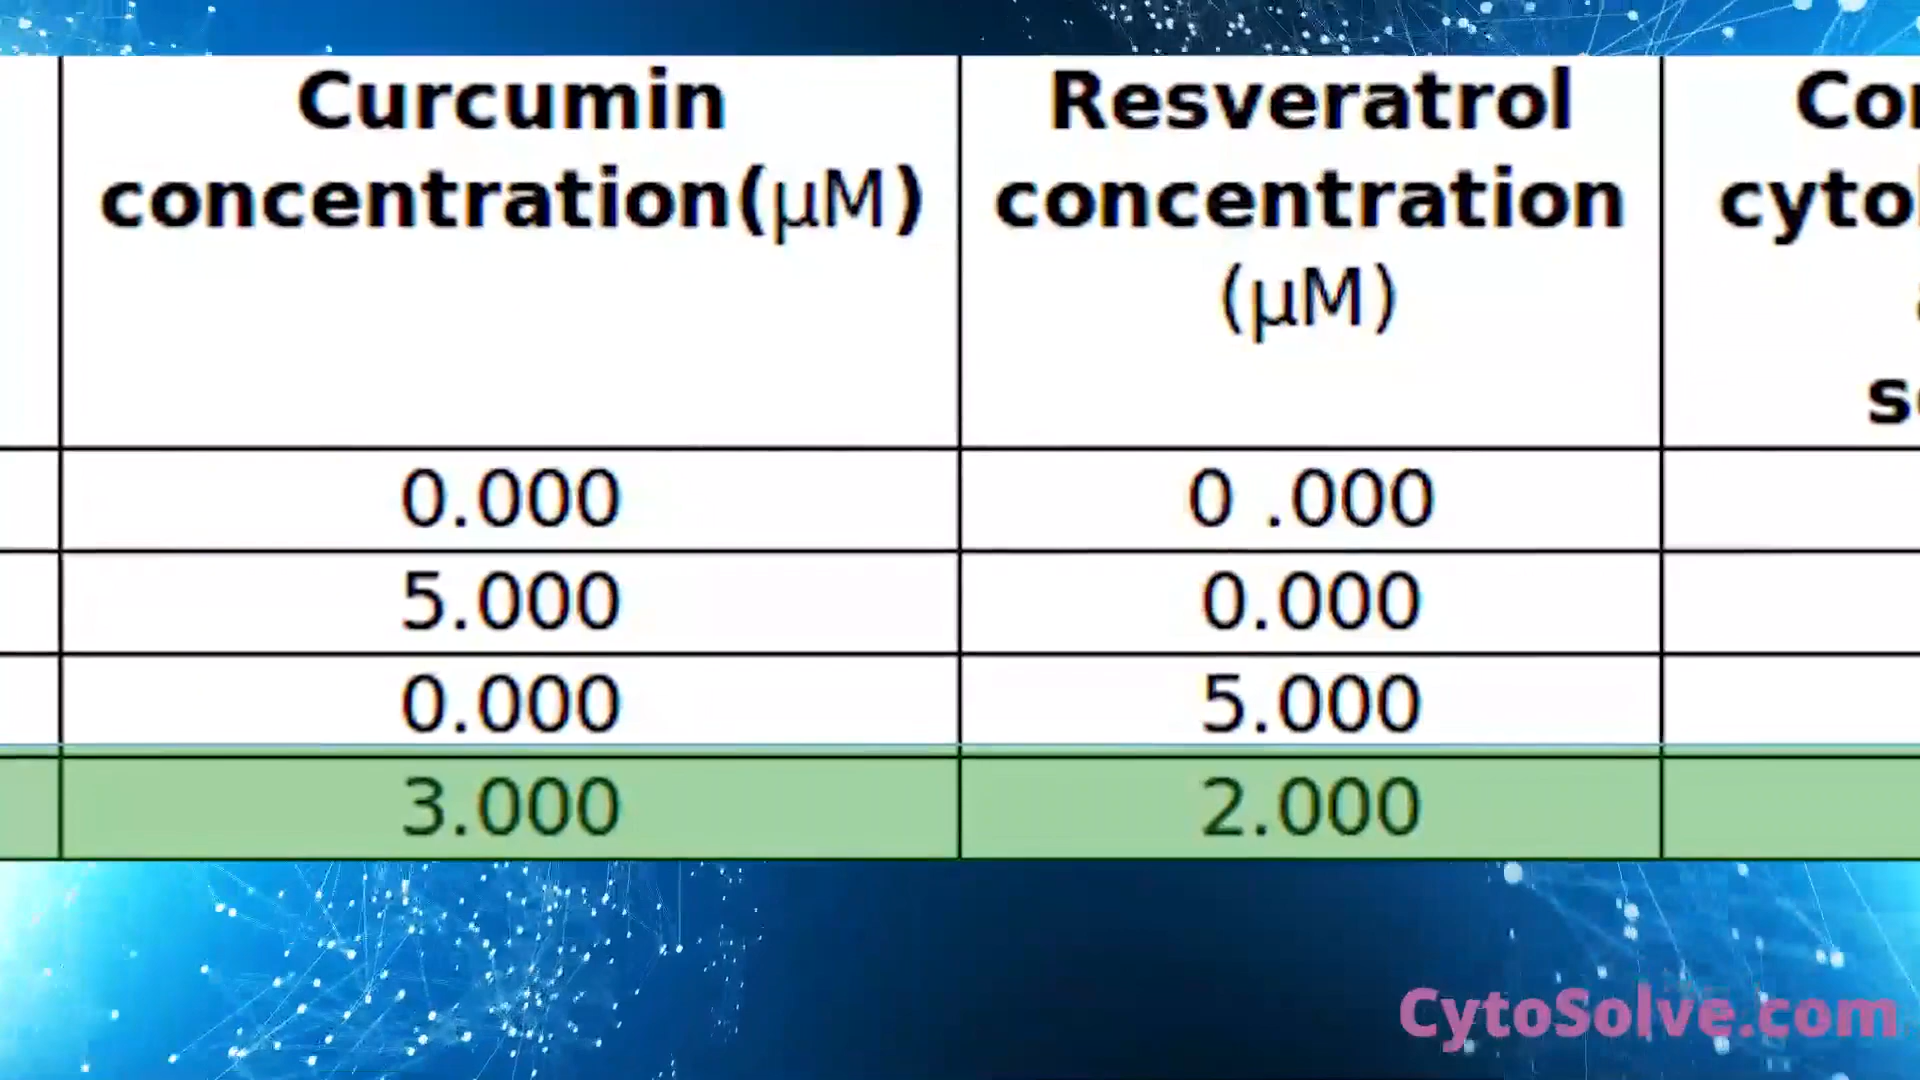 Curcumin
concentration(µM)
Resveratrol
concentration
(µM)
0.000
0 .000
5.000
0.000
0.000
5.000
3.000
2.000
CytoSolve.com